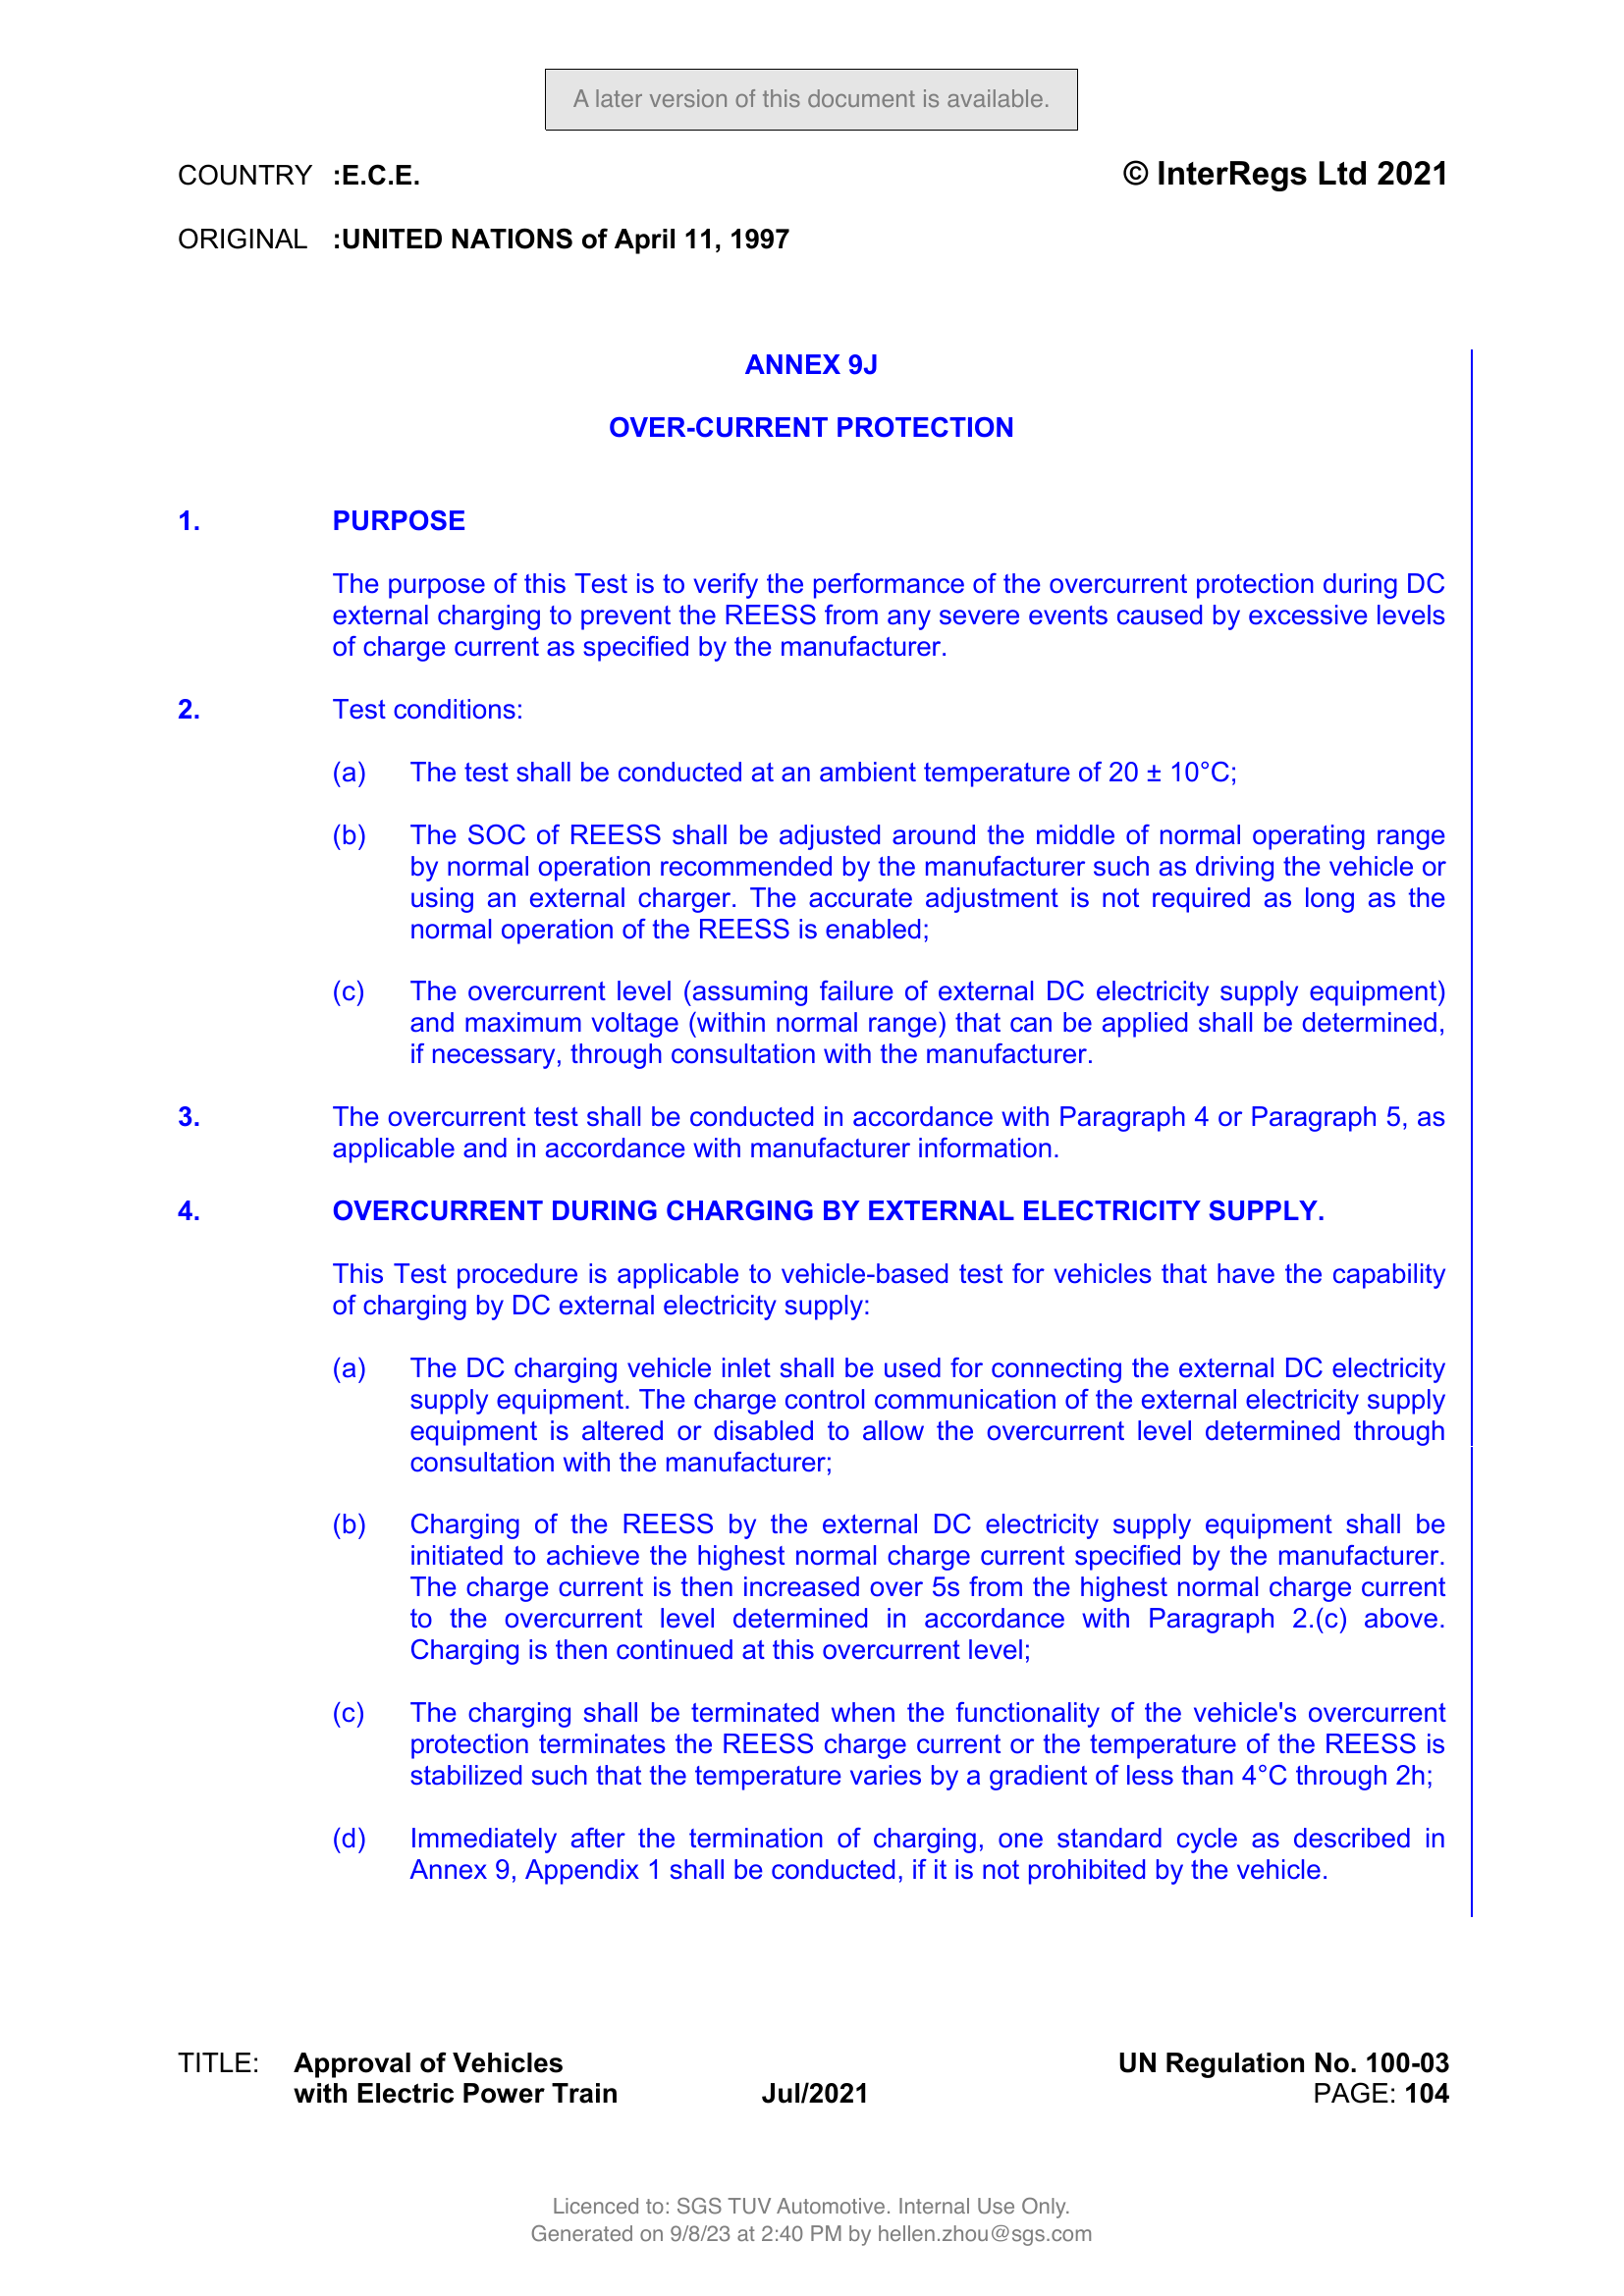 A later version of this document is available.
COUNTRY :E.C.E. © InterRegs Ltd 2021
ORIGINAL :UNITED NATIONS of April 11, 1997
ANNEX 9J
OVER-CURRENT PROTECTION
1. PURPOSE
The purpose of this Test is to verify the performance of the overcurrent protection during DC
external charging to prevent the REESS from any severe events caused by excessive levels
of charge current as specified by the manufacturer.
2. Test conditions:
(a) The test shall be conducted at an ambient temperature of 20 ± 10°C;
(b) The SOC of REESS shall be adjusted around the middle of normal operating range
by normal operation recommended by the manufacturer such as driving the vehicle or
using an external charger. The accurate adjustment is not required as long as the
normal operation of the REESS is enabled;
(c) The overcurrent level (assuming failure of external DC electricity supply equipment)
and maximum voltage (within normal range) that can be applied shall be determined,
if necessary, through consultation with the manufacturer.
3. The overcurrent test shall be conducted in accordance with Paragraph 4 or Paragraph 5, as
applicable and in accordance with manufacturer information.
4. OVERCURRENT DURING CHARGING BY EXTERNAL ELECTRICITY SUPPLY.
This Test procedure is applicable to vehicle-based test for vehicles that have the capability
of charging by DC external electricity supply:
(a) The DC charging vehicle inlet shall be used for connecting the external DC electricity
supply equipment. The charge control communication of the external electricity supply
equipment is altered or disabled to allow the overcurrent level determined through
consultation with the manufacturer;
(b) Charging of the REESS by the external DC electricity supply equipment shall be
initiated to achieve the highest normal charge current specified by the manufacturer.
The charge current is then increased over 5s from the highest normal charge current
to the overcurrent level determined in accordance with Paragraph 2.(c) above.
Charging is then continued at this overcurrent level;
(c) The charging shall be terminated when the functionality of the vehicle's overcurrent
protection terminates the REESS charge current or the temperature of the REESS is
stabilized such that the temperature varies by a gradient of less than 4°C through 2h;
(d) Immediately after the termination of charging, one standard cycle as described in
Annex 9, Appendix 1 shall be conducted, if it is not prohibited by the vehicle.
TITLE: Approval of Vehicles UN Regulation No. 100-03
with Electric Power Train Jul/2021 PAGE: 104
Licenced to: SGS TUV Automotive. Internal Use Only.
Generated on 9/8/23 at 2:40 PM by hellen.zhou@sgs.com